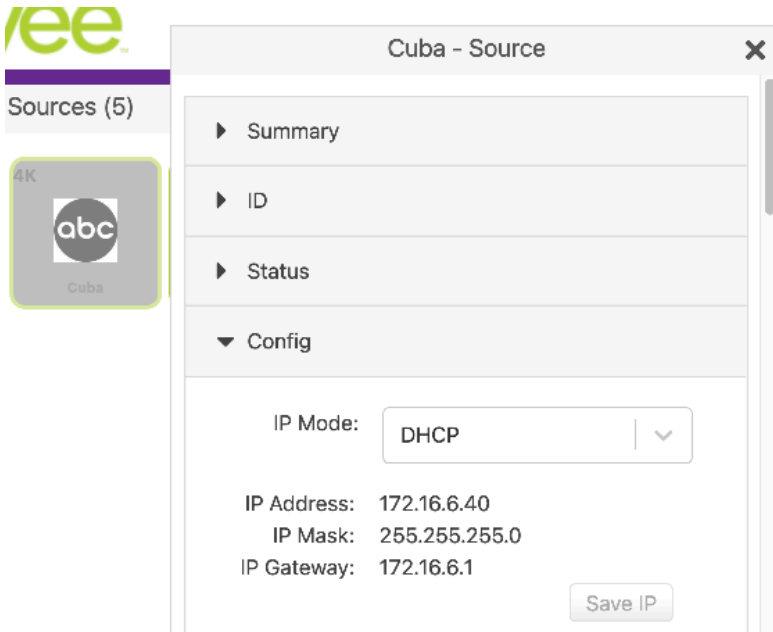 vee
Cuba - Source
Sources (5)
Summary
4K
ID
abc
Cuba
Status
Config
IP Mode: DHCP
IP Address: 172.16.6.40
IP Mask: 255.255.255.0
IP Gateway: 172.16.6.1
Save IP